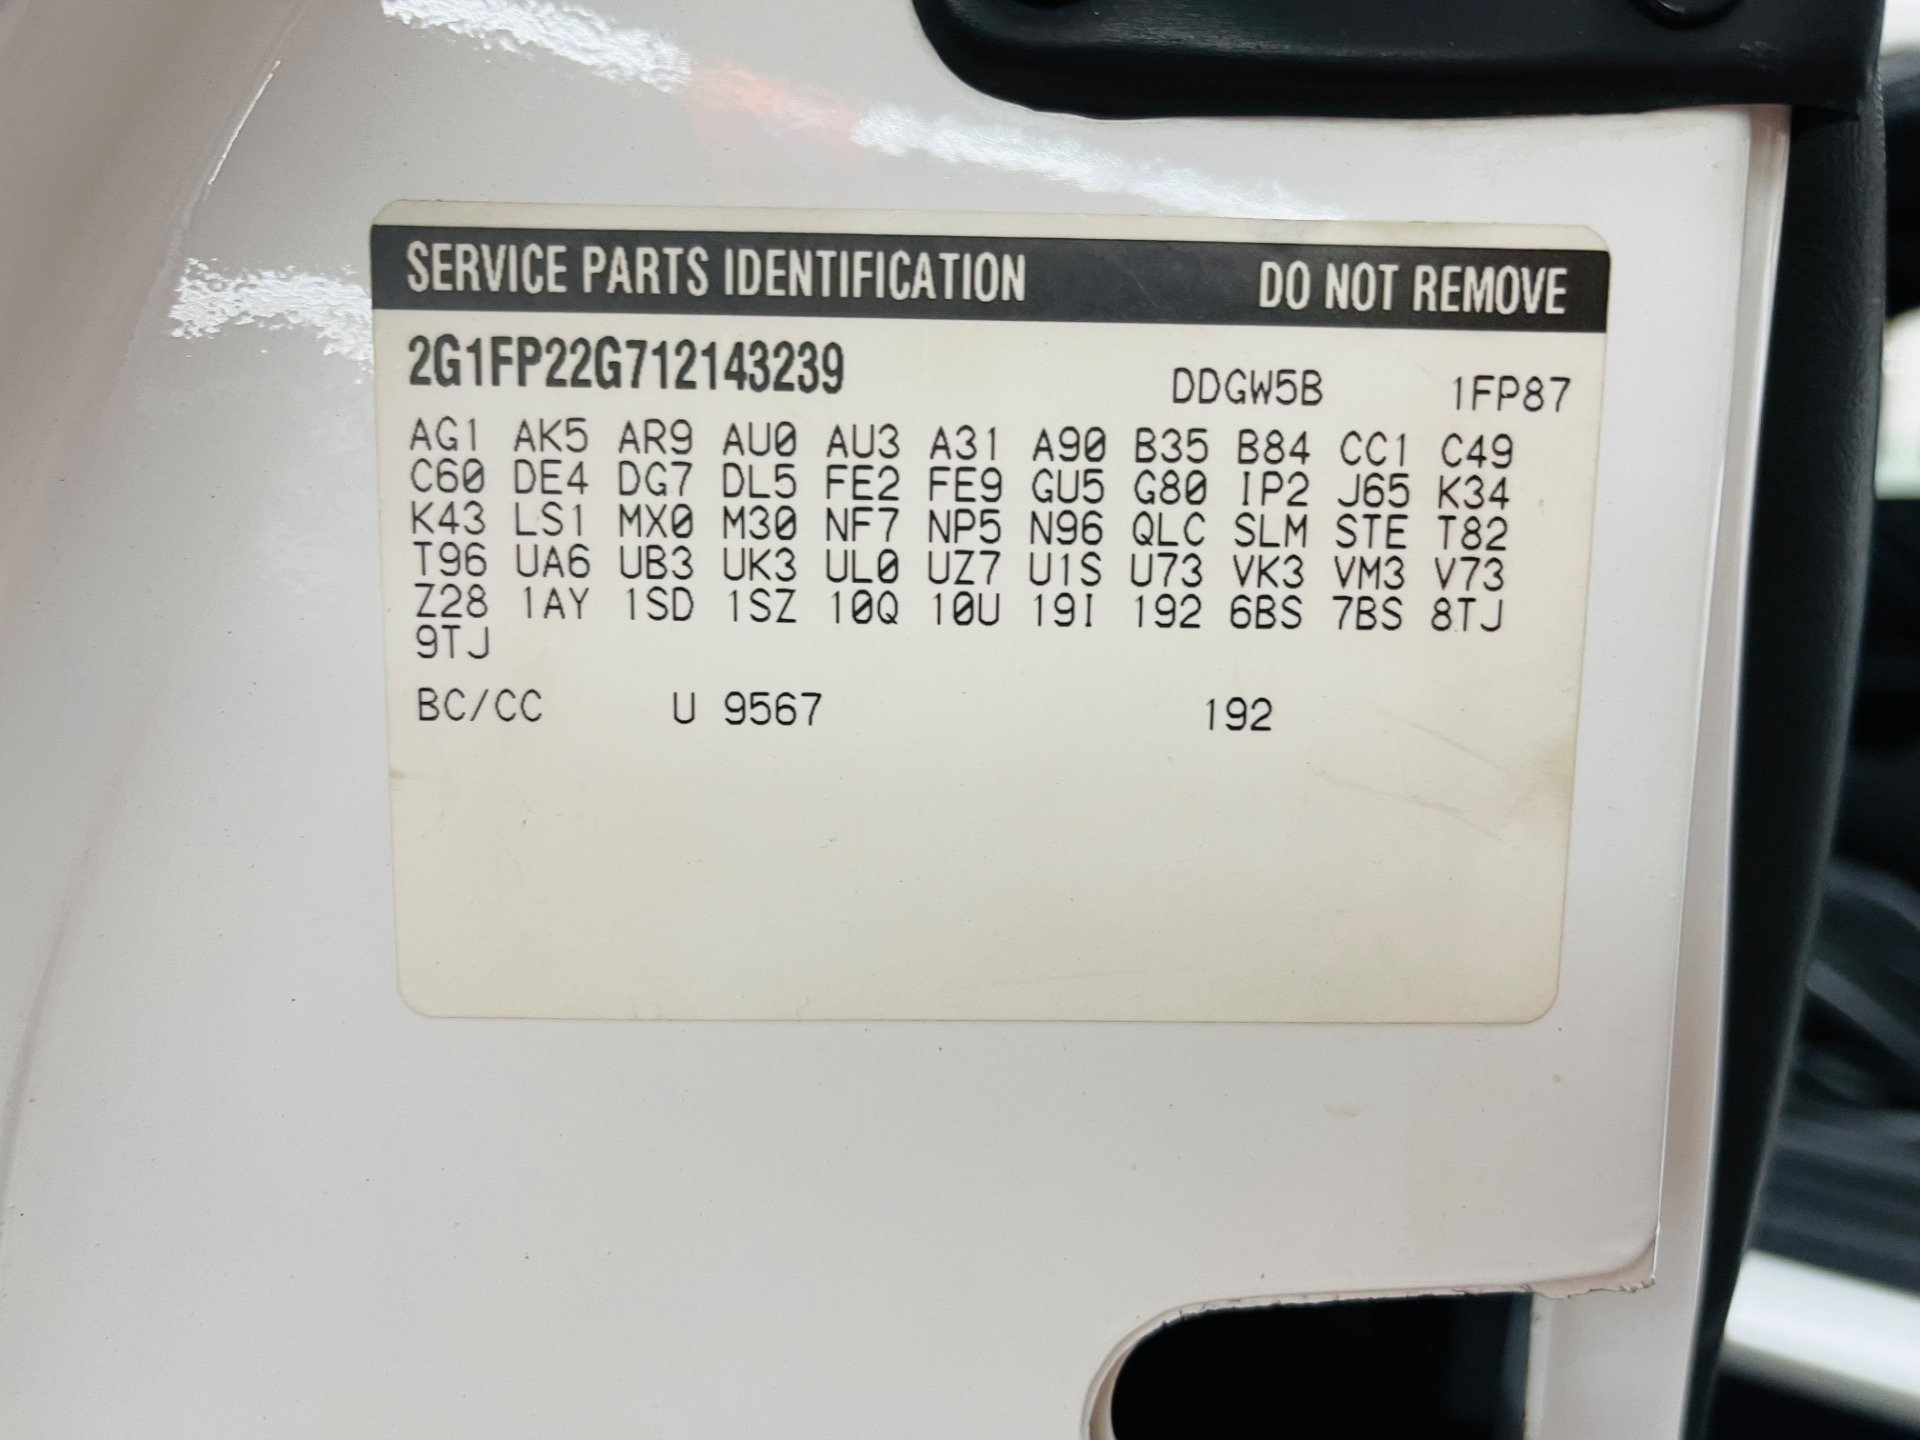 SERVICE PARTS IDENTIFICATION DO NOT REMOVE
2G1FP22G712143239 DDGW5B 1FP87
AG1 AK5 AR9 AU0 AU3 A31 A90 B35 B84 CC1 C49
C60 DE4 DG7 DL5 FE2 FE9 GU5 G80 IP2 J65 K34
K43 LS1 MX0 M30 NF7 NP5 N96 QLC SLM STE T82
T96 UA6 UB3 UK3 UL0 UZ7 U1S U73 VK3 VM3 V73
Z28 1AY 1SD 1SZ 10Q 10U 19I 192 6BS 7BS 8TJ
9TJ
BC/CC U 9567 192